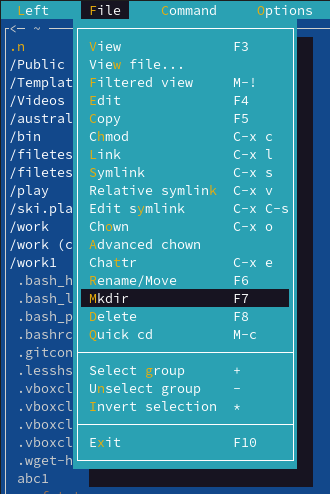 Left File Command Options
<— ~
.n
/Public
/Templat
/Videos
/austral
/bin
/filetes
/filetes
/play
/ski.pla
/work
/work (c
/work1
.bash_h
.bash_l
.bash_p
.bashrc
.gitcon
.lesshs
.vboxcl
.vboxcl
.vboxcl
.vboxcl
.wget-h
abc1
View F3
View file...
Filtered view M-!
Edit F4
Copy F5
Chmod C-x c
Link C-x l
Symlink C-x s
Relative symlink C-x v
Edit symlink C-x C-s
Chown C-x o
Advanced chown
Chattr C-x e
Rename/Move F6
Mkdir F7
Delete F8
Quick cd M-c
Select group +
Unselect group -
Invert selection *
Exit F10